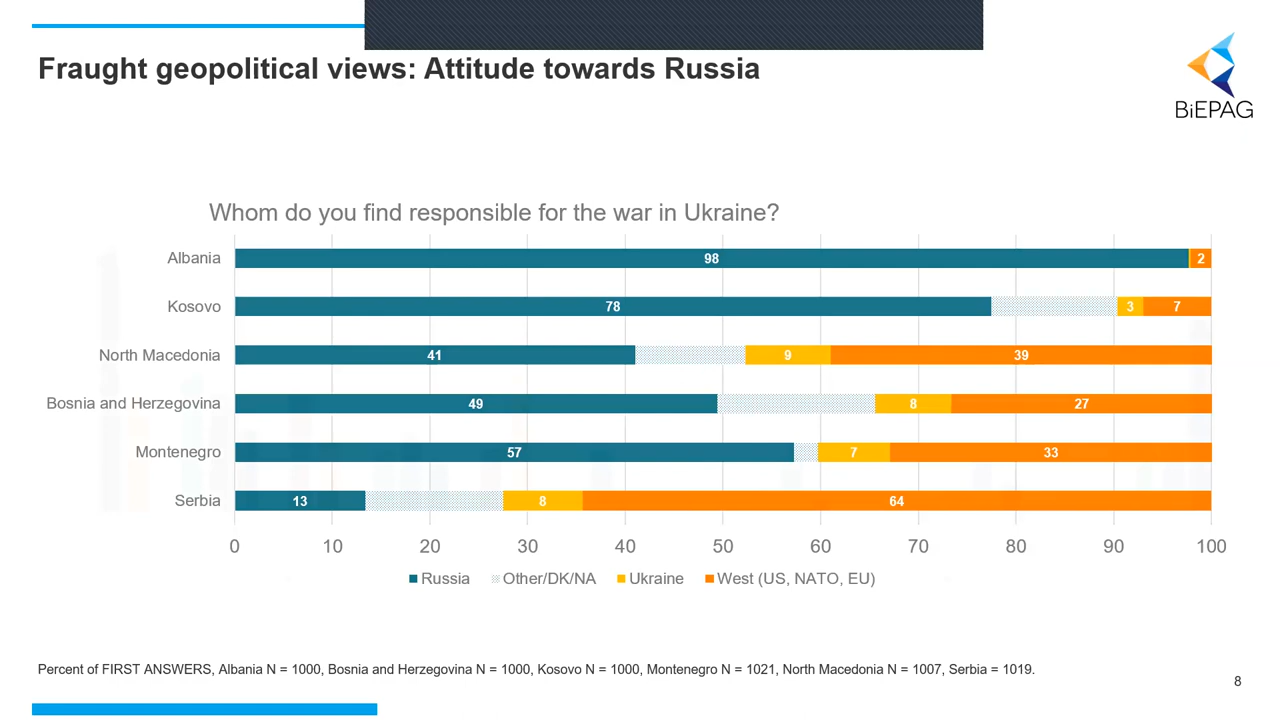 Fraught geopolitical views: Attitude towards Russia
BiEPAG
Whom do you find responsible for the war in Ukraine?
Albania 98 2
Kosovo 78 3 7
North Macedonia 41 9 39
Bosnia and Herzegovina 49 8 27
Montenegro 57 7 33
Serbia 13 8 64
0 10 20 30 40 50 60 70 80 90 100
Russia Other/DK/NA Ukraine West (US, NATO, EU)
Percent of FIRST ANSWERS, Albania N = 1000, Bosnia and Herzegovina N = 1000, Kosovo N = 1000, Montenegro N = 1021, North Macedonia N = 1007, Serbia = 1019.
8